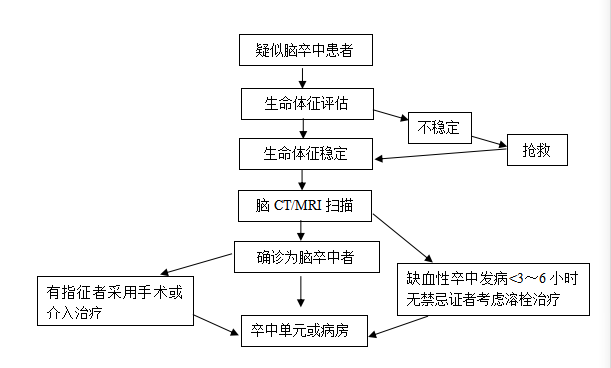 疑似脑卒中患者
生命体征评估
不稳定
生命体征稳定
抢救
脑 CT/MRI 扫描
确诊为脑卒中者
缺血性卒中发病<3～6 小时
无禁忌证者考虑溶栓治疗
有指征者采用手术或
介入治疗
卒中单元或病房